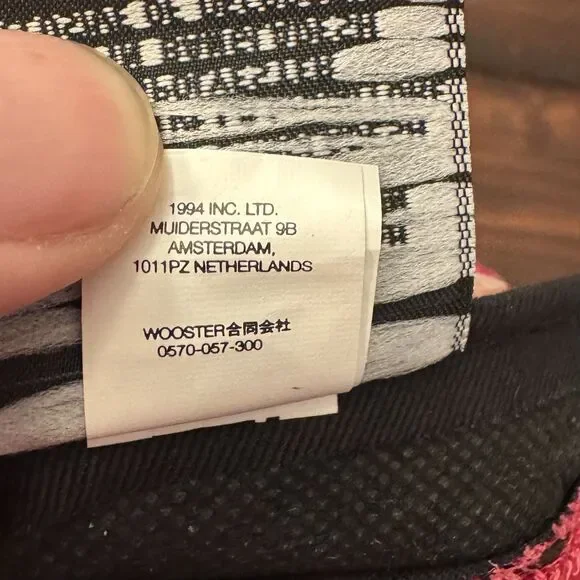 1994 INC. LTD.
MUIDERSTRAAT 9B
AMSTERDAM,
1011PZ NETHERLANDS
WOOSTER合同会社
0570-057-300